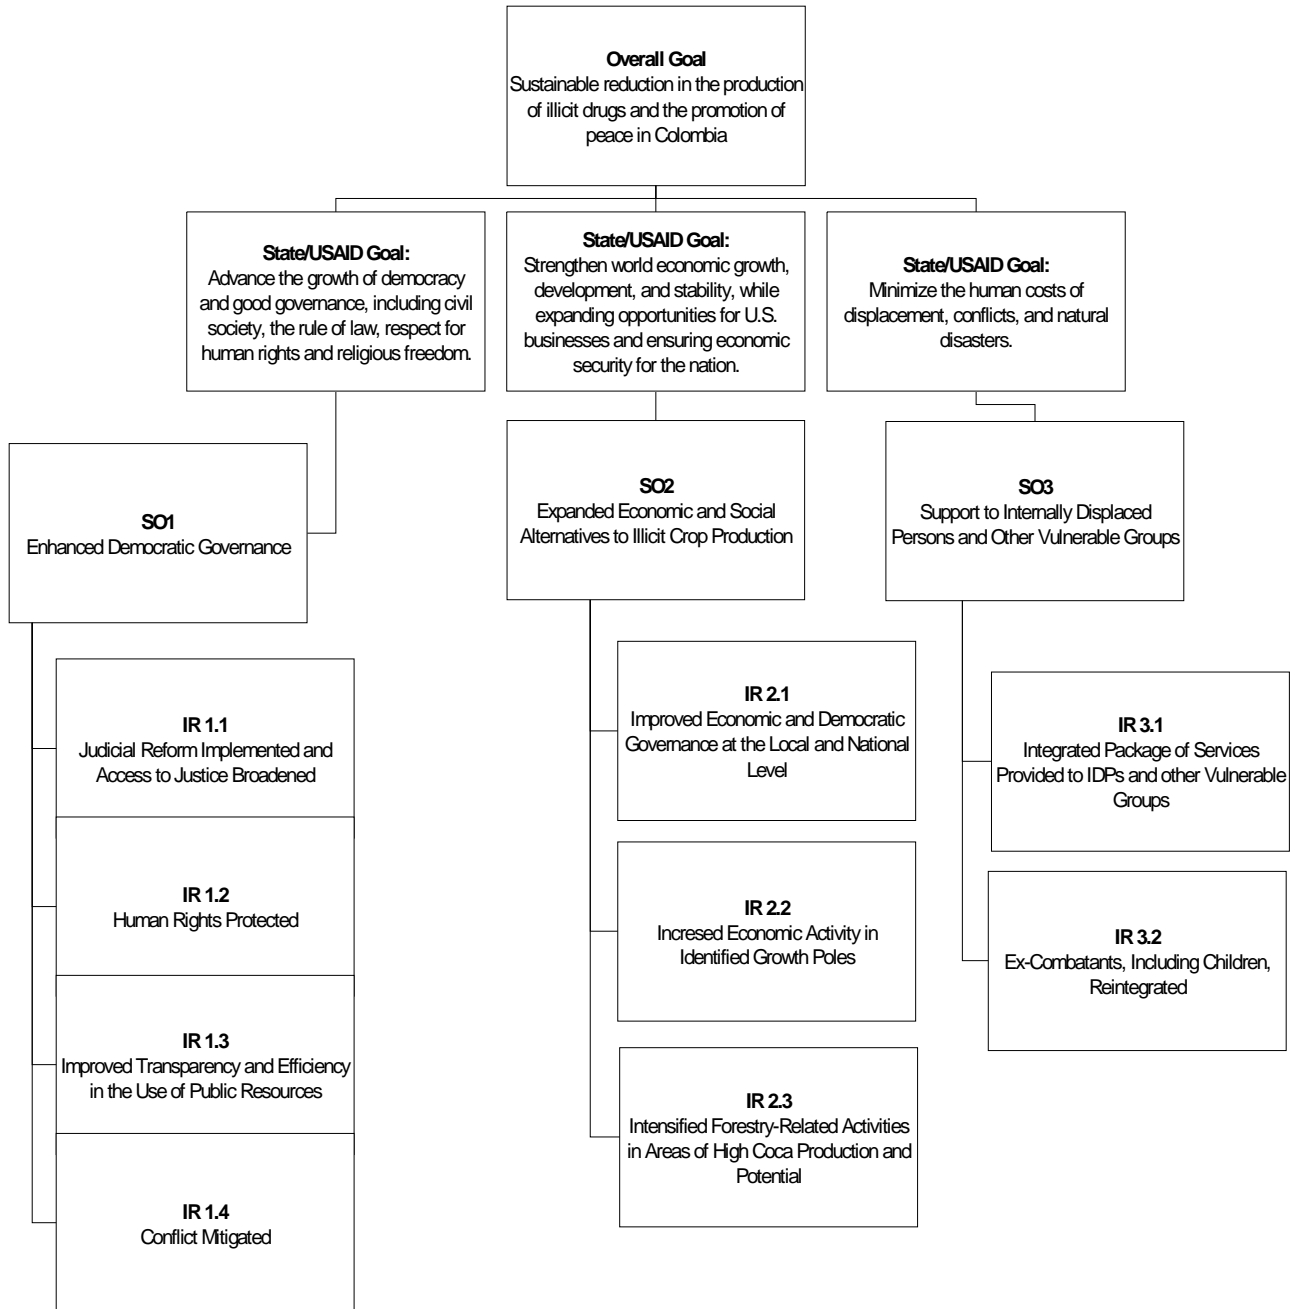 Overall Goal
Sustainable reduction in the production
of illicit drugs and the promotion of
peace in Colombia
State/USAID Goal:
Advance the growth of democracy
and good governance, including civil
society, the rule of law, respect for
human rights and religious freedom.
State/USAID Goal:
Strengthen world economic growth,
development, and stability, while
expanding opportunities for U.S.
businesses and ensuring economic
security for the nation.
State/USAID Goal:
Minimize the human costs of
displacement, conflicts, and natural
disasters.
SO1
Enhanced Democratic Governance
SO2
Expanded Economic and Social
Alternatives to Illicit Crop Production
SO3
Support to Internally Displaced
Persons and Other Vulnerable Groups
IR 1.1
Judicial Reform Implemented and
Access to Justice Broadened
IR 1.2
Human Rights Protected
IR 1.3
Improved Transparency and Efficiency
in the Use of Public Resources
IR 1.4
Conflict Mitigated
IR 2.1
Improved Economic and Democratic
Governance at the Local and National
Level
IR 2.2
Incresed Economic Activity in
Identified Growth Poles
IR 2.3
Intensified Forestry-Related Activities
in Areas of High Coca Production and
Potential
IR 3.1
Integrated Package of Services
Provided to IDPs and other Vulnerable
Groups
IR 3.2
Ex-Combatants, Including Children,
Reintegrated